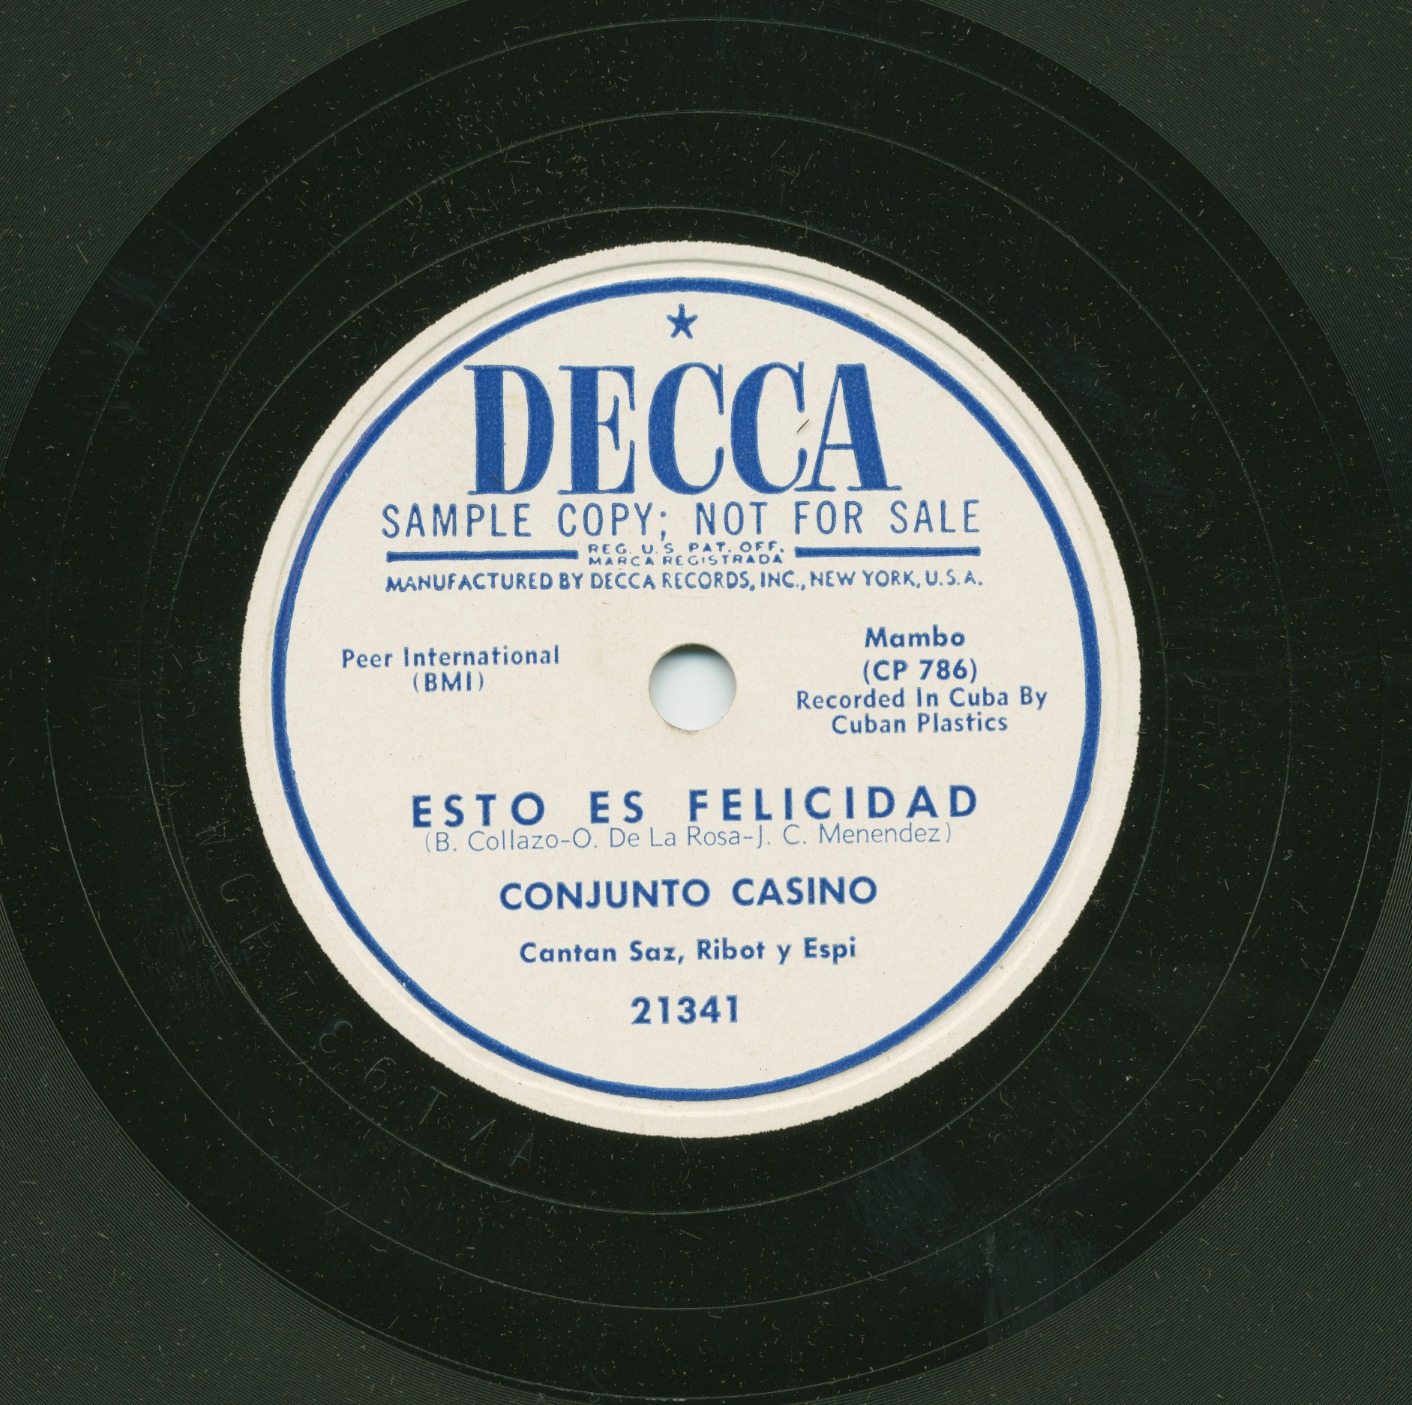 DECCA
SAMPLE COPY; NOT FOR SALE
REG. U.S. PAT. OFF.
MARCA REGISTRADA
MANUFACTURED BY DECCA RECORDS, INC., NEW YORK, U.S.A.
Peer International
(BMI)
Mambo
(CP 786)
Recorded In Cuba By
Cuban Plastics
ESTO ES FELICIDAD
(B. Collazo-O. De La Rosa-J. C. Menendez)
CONJUNTO CASINO
Cantan Saz, Ribot y Espi
21341